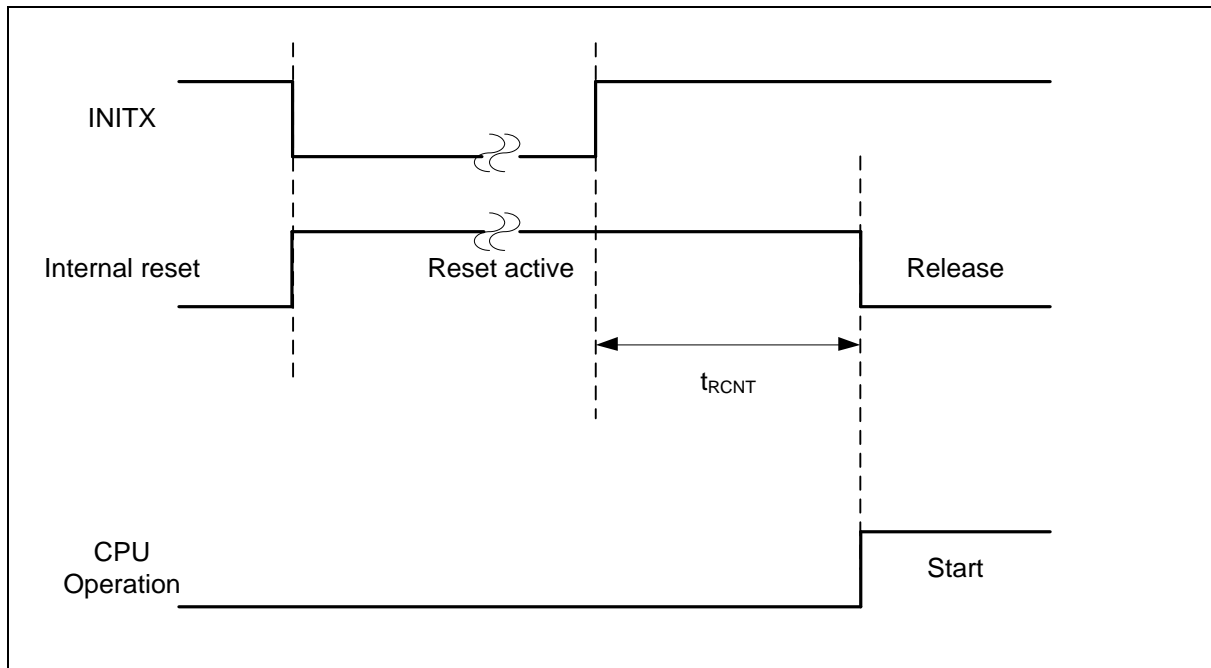 INITX
Internal reset
Reset active
Release
tRCNT
CPU
Operation
Start